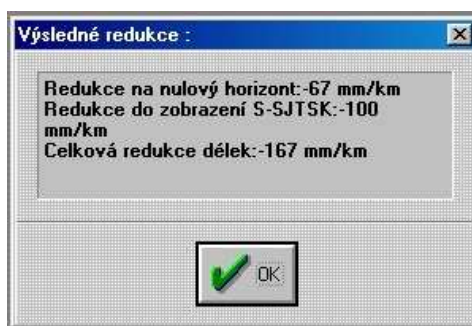 Výsledné redukce :
Redukce na nulový horizont:-67 mm/km
Redukce do zobrazení S-SJTSK:-100
mm/km
Celková redukce délek:-167 mm/km
OK